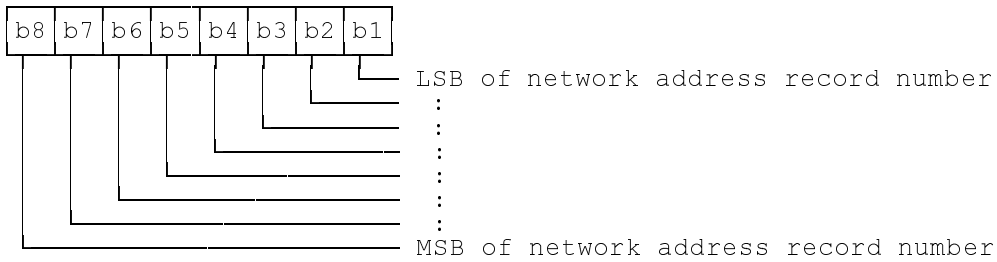 b8 b7 b6 b5 b4 b3 b2 b1
LSB of network address record number
:
:
:
:
:
:
MSB of network address record number